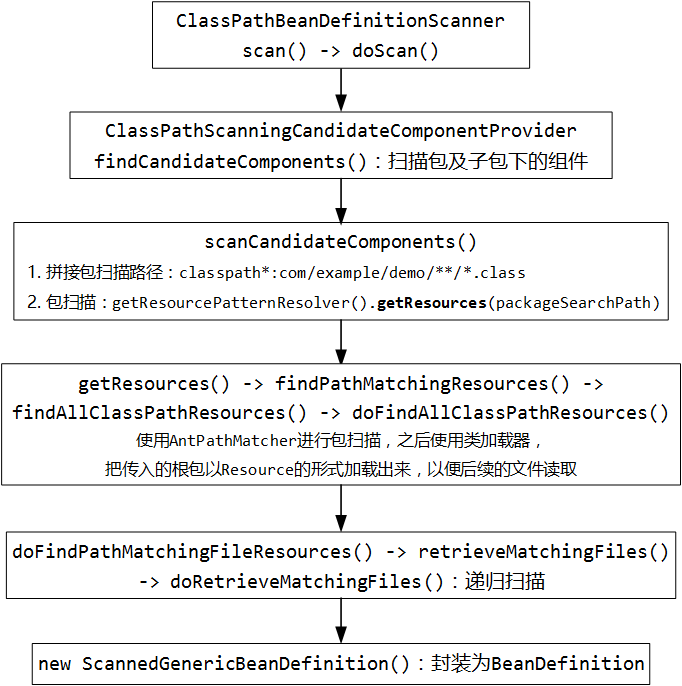 ClassPathBeanDefinitionScanner
scan() -> doScan()
ClassPathScanningCandidateComponentProvider
findCandidateComponents()：扫描包及子包下的组件
scanCandidateComponents()
1. 拼接包扫描路径：classpath*:com/example/demo/**/*.class
2. 包扫描：getResourcePatternResolver().getResources(packageSearchPath)
getResources() -> findPathMatchingResources() ->
findAllClassPathResources() -> doFindAllClassPathResources()
使用AntPathMatcher进行包扫描，之后使用类加载器，
把传入的根包以Resource的形式加载出来，以便后续的文件读取
doFindPathMatchingFileResources() -> retrieveMatchingFiles()
-> doRetrieveMatchingFiles()：递归扫描
new ScannedGenericBeanDefinition()：封装为BeanDefinition